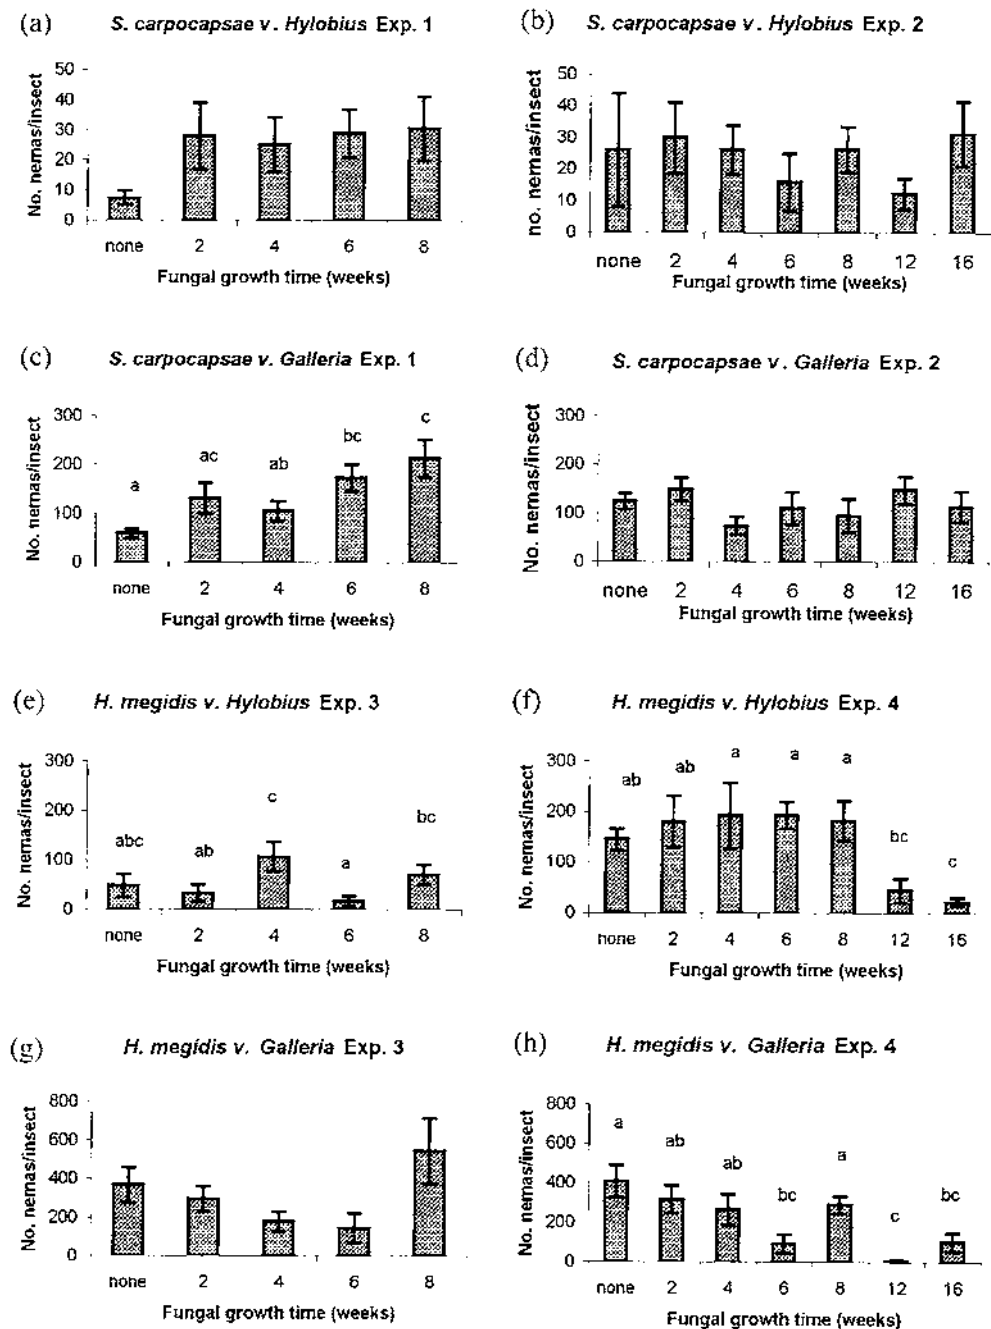 (a) S. carpocapsae v. Hylobius Exp. 1
No. nemas/insect
50
40
30
20
10
0
none 2 4 6 8
Fungal growth time (weeks)
(b) S. carpocapsae v. Hylobius Exp. 2
no. nemas/insect
50
40
30
20
10
0
none 2 4 6 8 12 16
Fungal growth time (weeks)
(c) S. carpocapsae v. Galleria Exp. 1
No. nemas/insect
300
200
100
0
a ac ab bc c
none 2 4 6 8
Fungal growth time (weeks)
(d) S. carpocapsae v. Galleria Exp. 2
No. nemas/insect
300
200
100
0
none 2 4 6 8 12 16
Fungal growth time (weeks)
(e) H. megidis v. Hylobius Exp. 3
No. nemas/insect
300
200
100
0
abc ab c a bc
none 2 4 6 8
Fungal growth time (weeks)
(f) H. megidis v. Hylobius Exp. 4
No. nemas/insect
300
200
100
0
ab ab a a a bc c
none 2 4 6 8 12 16
Fungal growth time (weeks)
(g) H. megidis v. Galleria Exp. 3
No. nemas/insect
800
600
400
200
0
none 2 4 6 8
Fungal growth time (weeks)
(h) H. megidis v. Galleria Exp. 4
No. nemas/insect
800
600
400
200
0
a ab ab bc a c bc
none 2 4 6 8 12 16
Fungal growth time (weeks)